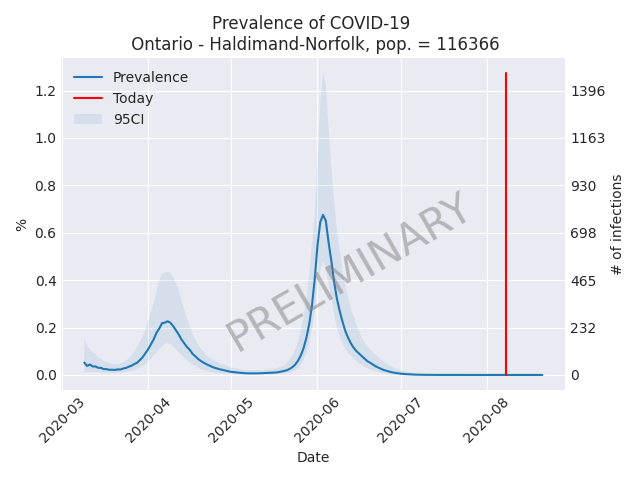 Prevalence of COVID-19
Ontario - Haldimand-Norfolk, pop. = 116366
Prevalence
Today
95CI
1.2
1.0
0.8
0.6
0.4
0.2
0.0
%
1396
1163
930
698
465
232
0
# of infections
PRELIMINARY
2020-03
2020-04
2020-05
2020-06
2020-07
2020-08
Date